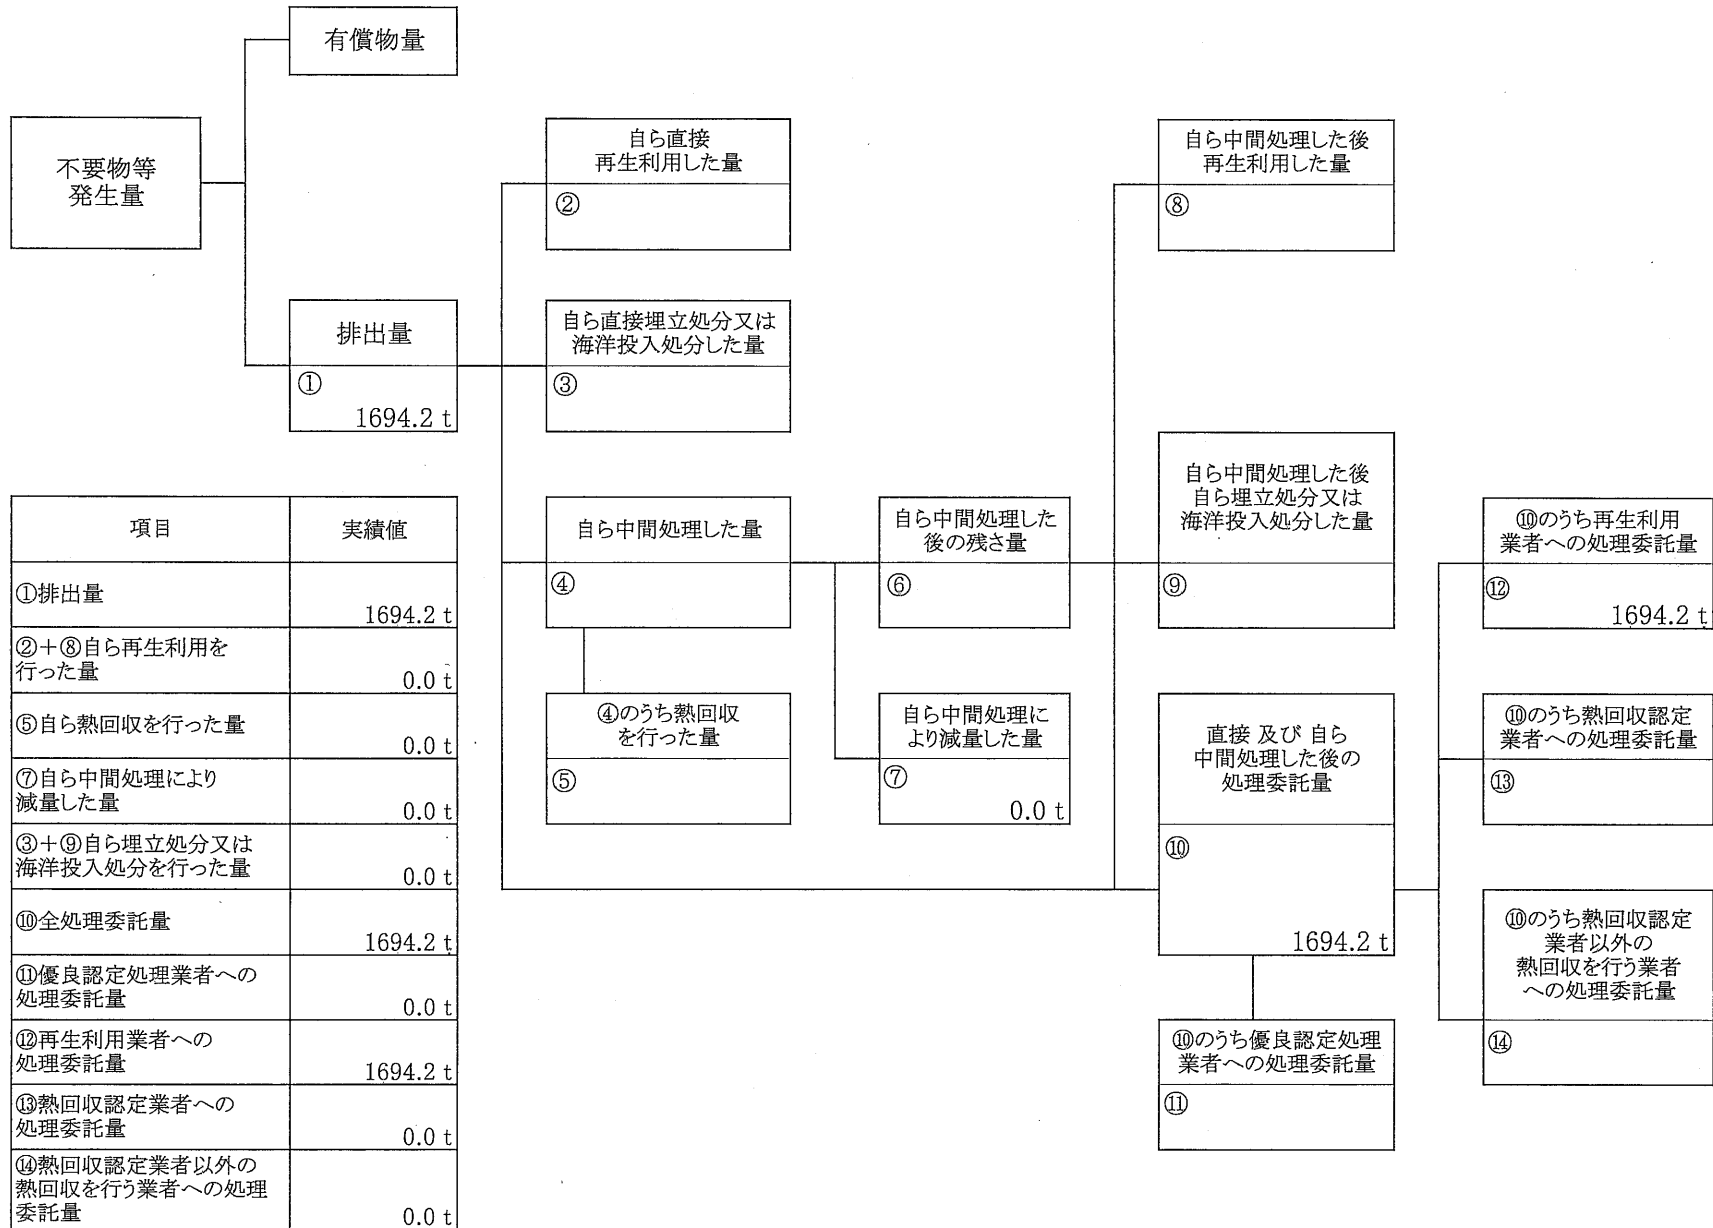 有償物量
不要物等
発生量
排出量
①
1694.2 t
自ら直接
再生利用した量
②
自ら直接埋立処分又は
海洋投入処分した量
③
自ら中間処理した量
④
④のうち熱回収
を行った量
⑤
自ら中間処理した
後の残さ量
⑥
自ら中間処理に
より減量した量
⑦
0.0 t
自ら中間処理した後
再生利用した量
⑧
自ら中間処理した後
自ら埋立処分又は
海洋投入処分した量
⑨
直接 及び 自ら
中間処理した後の
処理委託量
⑩
1694.2 t
⑩のうち優良認定処理
業者への処理委託量
⑪
⑩のうち再生利用
業者への処理委託量
⑫
1694.2 t
⑩のうち熱回収認定
業者への処理委託量
⑬
⑩のうち熱回収認定
業者以外の
熱回収を行う業者
への処理委託量
⑭
項目 実績値
①排出量
1694.2 t
②+⑧自ら再生利用を
行った量
0.0 t
⑤自ら熱回収を行った量
0.0 t
⑦自ら中間処理により
減量した量
0.0 t
③+⑨自ら埋立処分又は
海洋投入処分を行った量
0.0 t
⑩全処理委託量
1694.2 t
⑪優良認定処理業者への
処理委託量
0.0 t
⑫再生利用業者への
処理委託量
1694.2 t
⑬熱回収認定業者への
処理委託量
0.0 t
⑭熱回収認定業者以外の
熱回収を行う業者への処理
委託量
0.0 t